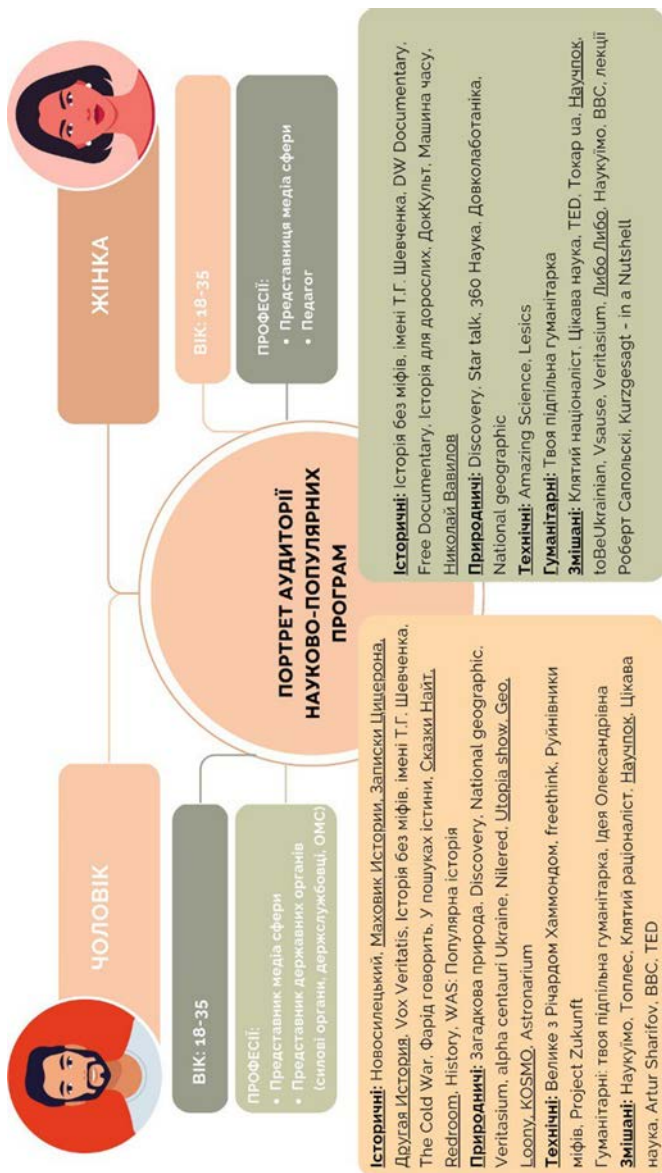 ПОРТРЕТ АУДИТОРІЇ
НАУКОВО-ПОПУЛЯРНИХ
ПРОГРАМ
ЧОЛОВІК
ВІК: 18-35
ПРОФЕСІЇ:
• Представник медіа сфери
• Представник державних органів
(силові органи, держслужбовці, ОМС)
Історичні: Новосилецький, Маховик Истории, Записки Цицерона,
Другая История, Vox Veritatis, Історія без міфів, імені Т.Г. Шевченка,
The Cold War, Фарід говорить, У пошуках істини, Сказки Найт,
Redroom, History, WAS: Популярна історія
Природничі: Загадкова природа, Discovery, National geographic,
Veritasium, alpha centauri Ukraine, Nilered, Utopia show, Geo,
Loony, KOSMO, Astronarium
Технічні: Велике з Річардом Хаммондом, freethink, Руйнівники
міфів, Project Zukunft
Гуманітарні: твоя підпільна гуманітарка, Ідея Олександрівна
Змішані: Наукуїмо, Топлес, Клятий раціоналіст, Научпок, Цікава
наука, Artur Sharifov, BBC, TED
ЖІНКА
ВІК: 18-35
ПРОФЕСІЇ:
• Представниця медіа сфери
• Педагог
Історичні: Історія без міфів, імені Т.Г. Шевченка, DW Documentary,
Free Documentary, Історія для дорослих, ДокКульт, Машина часу,
Николай Вавилов
Природничі: Discovery, Star talk, 360 Наука, Довколаботаніка,
National geographic
Технічні: Amazing Science, Lesics
Гуманітарні: Твоя підпільна гуманітарка
Змішані: Клятий націоналіст, Цікава наука, TED, Токар ua, Научпок,
toBeUkrainian, Vsause, Veritasium, Либо Либо, Наукуїмо, BBC, лекції
Роберт Сапольскі, Kurzgesagt - in a Nutshell